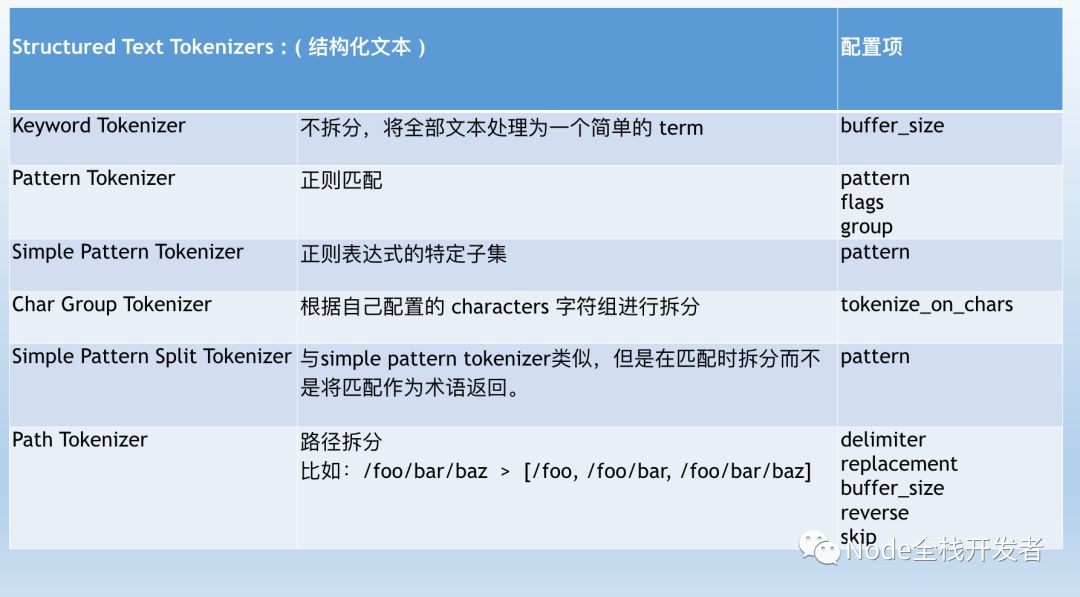 Structured Text Tokenizers : ( 结构化文本 ) 配置项
Keyword Tokenizer 不拆分，将全部文本处理为一个简单的 term buffer_size
Pattern Tokenizer 正则匹配 pattern
flags
group
Simple Pattern Tokenizer 正则表达式的特定子集 pattern
Char Group Tokenizer 根据自己配置的 characters 字符组进行拆分 tokenize_on_chars
Simple Pattern Split Tokenizer 与simple pattern tokenizer类似，但是在匹配时拆分而不 pattern
是将匹配作为术语返回。
Path Tokenizer 路径拆分 delimiter
比如：/foo/bar/baz > [/foo, /foo/bar, /foo/bar/baz] replacement
buffer_size
reverse
skip
Node全栈开发者